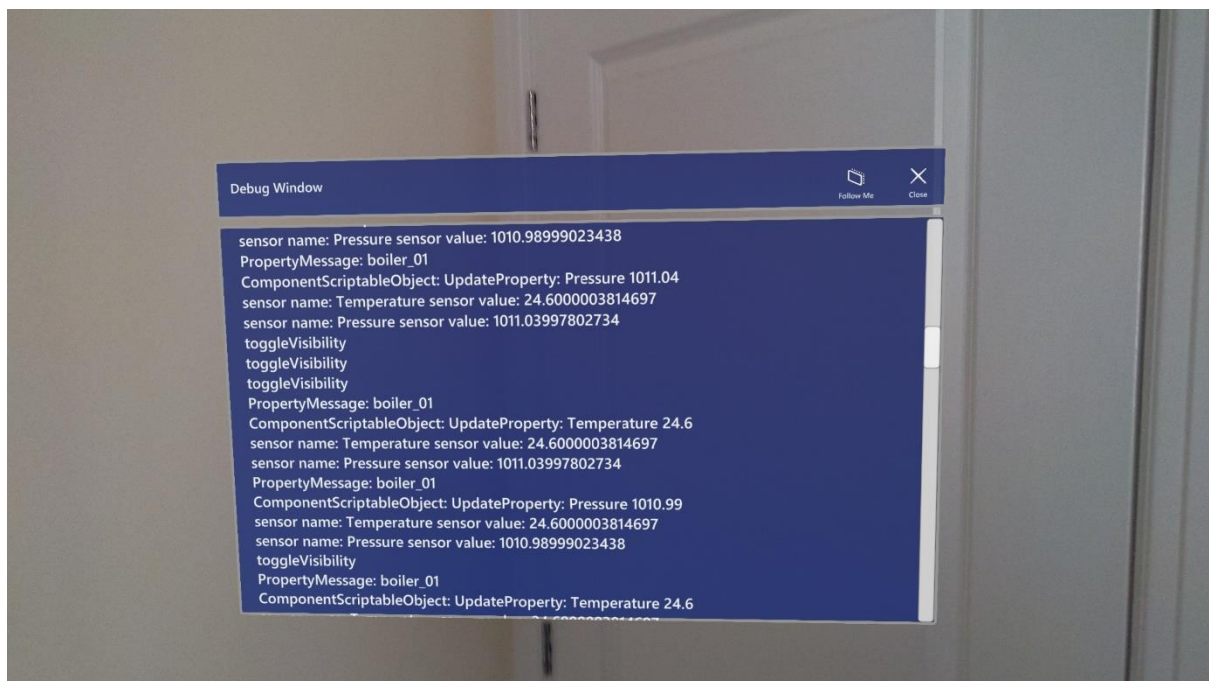 Debug Window
Follow Me
Close
sensor name: Pressure sensor value: 1010.98999023438
PropertyMessage: boiler_01
ComponentScriptableObject: UpdateProperty: Pressure 1011.04
sensor name: Temperature sensor value: 24.6000003814697
sensor name: Pressure sensor value: 1011.03997802734
toggleVisibility
toggleVisibility
toggleVisibility
PropertyMessage: boiler_01
ComponentScriptableObject: UpdateProperty: Temperature 24.6
sensor name: Temperature sensor value: 24.6000003814697
sensor name: Pressure sensor value: 1011.03997802734
PropertyMessage: boiler_01
ComponentScriptableObject: UpdateProperty: Pressure 1010.99
sensor name: Temperature sensor value: 24.6000003814697
sensor name: Pressure sensor value: 1010.98999023438
toggleVisibility
PropertyMessage: boiler_01
ComponentScriptableObject: UpdateProperty: Temperature 24.6